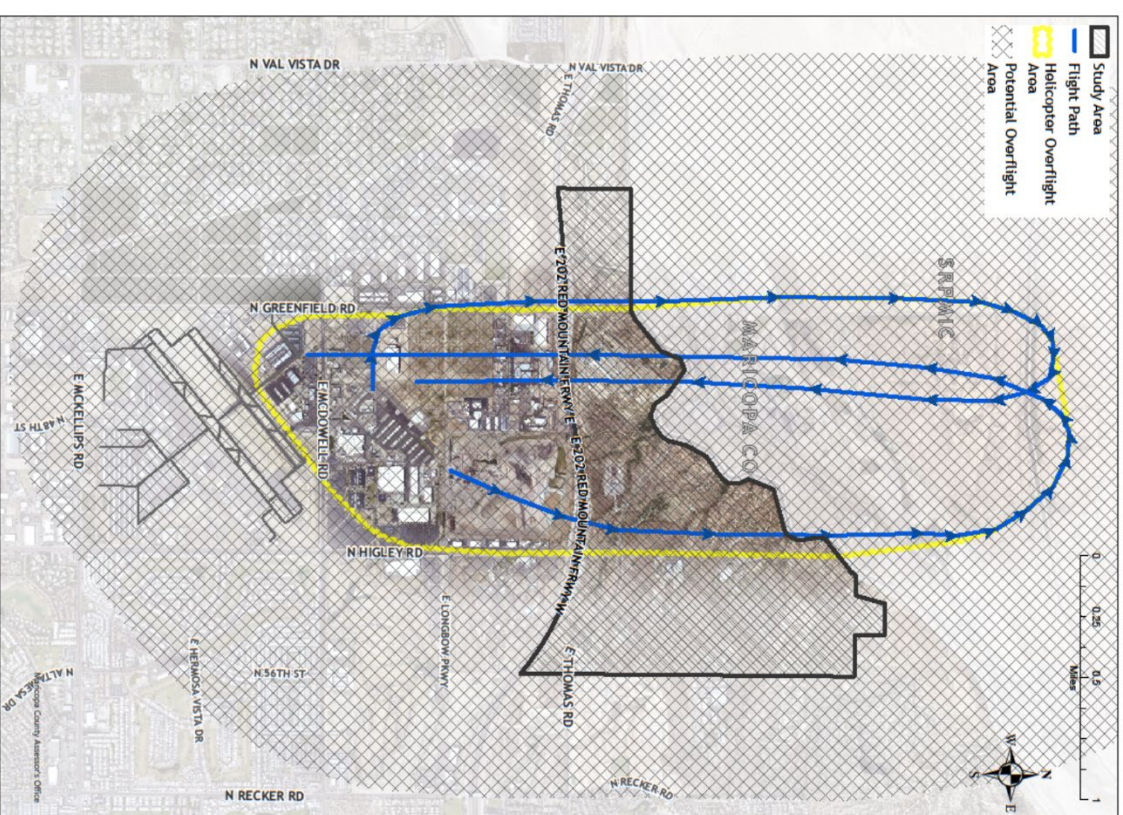 Study Area
Flight Path
Helicopter Overflight
Area
Potential Overflight
Area
N VAL VISTA DR
N VAL VISTA DR
E THOMAS RD
SRPMIC
MARICOPA CO
E 202 RED MOUNTAIN FRWY E
E 202 RED MOUNTAIN FRWY W
N GREENFIELD RD
E MCDOWELL RD
E MCKELLIPS RD
N 48TH ST
N HIGLEY RD
E LONGBOW PKWY
E THOMAS RD
N 56TH ST
E HERMOSA VISTA DR
N ALTA MESA DR
N RECKER RD
N RECKER RD
0
0.25
0.5
1
Miles
N
W
E
S
Maricopa County Assessor's Office